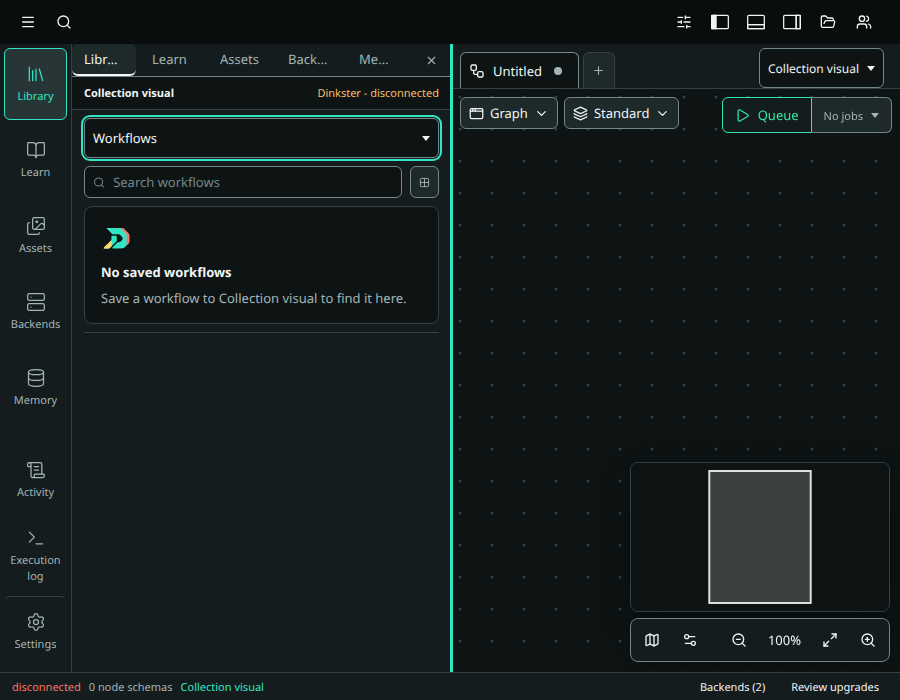 Libr...
Learn
Assets
Back...
Me...
Untitled
Collection visual
Library
Learn
Assets
Backends
Memory
Activity
Execution
log
Settings
Collection visual
Dinkster - disconnected
Workflows
Search workflows
No saved workflows
Save a workflow to Collection visual to find it here.
Graph
Standard
Queue
No jobs
100%
disconnected
0 node schemas
Collection visual
Backends (2)
Review upgrades